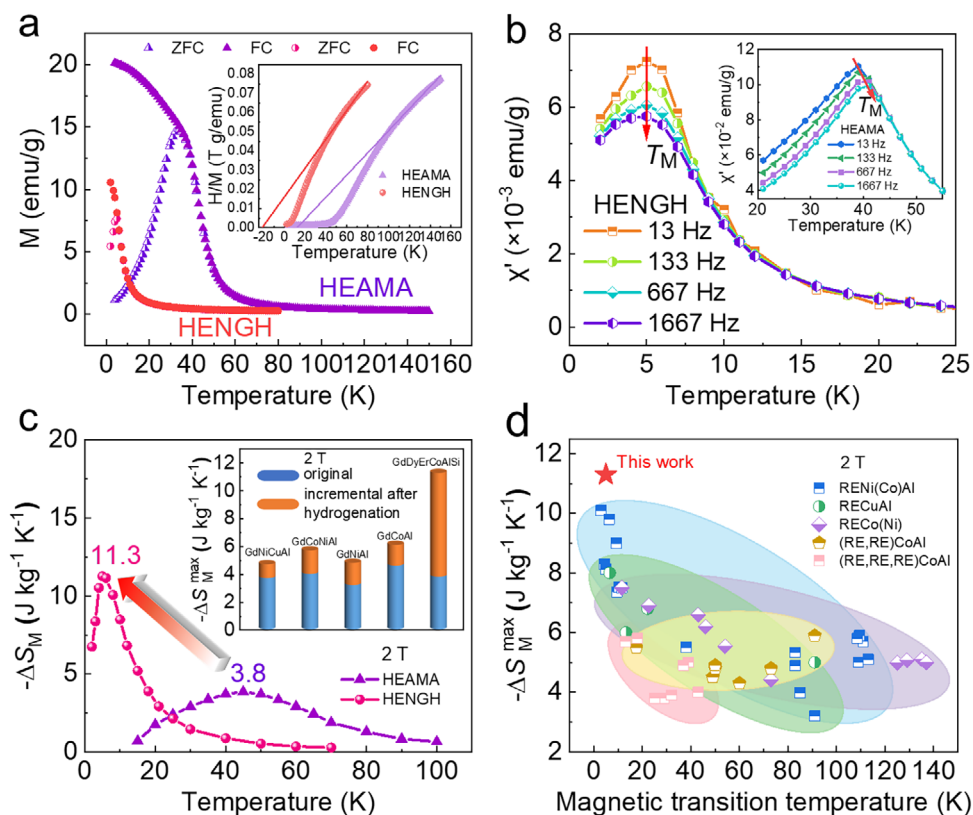 a
ZFC FC ZFC FC
M (emu/g)
20
15
10
5
0
0 20 40 60 80 100 120 140 160
Temperature (K)
HEAMA
HENGH
H/M (T g/emu)
0.08
0.07
0.06
0.05
0.04
0.03
0.02
0.01
0.00
-20 0 20 40 60 80 100 120 140 160
Temperature (K)
HEAMA
HENGH
b
χ' (×10⁻³ emu/g)
8
6
4
2
0
0 5 10 15 20 25
Temperature (K)
T_M
HENGH
13 Hz
133 Hz
667 Hz
1667 Hz
χ' (×10⁻² emu/g)
12
10
8
6
4
20 30 40 50
Temperature (K)
T_M
HEAMA
13 Hz
133 Hz
667 Hz
1667 Hz
c
-ΔS_M (J kg⁻¹ K⁻¹)
20
15
10
5
0
0 20 40 60 80 100
Temperature (K)
11.3
3.8
2 T
HEAMA
HENGH
-ΔS_M^max (J kg⁻¹ K⁻¹)
12
10
8
6
4
2
0
2 T
original
incremental after
hydrogenation
GdNiCuAl
GdCoNiAl
GdNiAl
GdCoAl
GdDyErCoAlSi
d
-ΔS_M^max (J kg⁻¹ K⁻¹)
12
10
8
6
4
2
0 20 40 60 80 100 120 140
Magnetic transition temperature (K)
This work
2 T
RENi(Co)Al
RECuAl
RECo(Ni)
(RE,RE)CoAl
(RE,RE,RE)CoAl